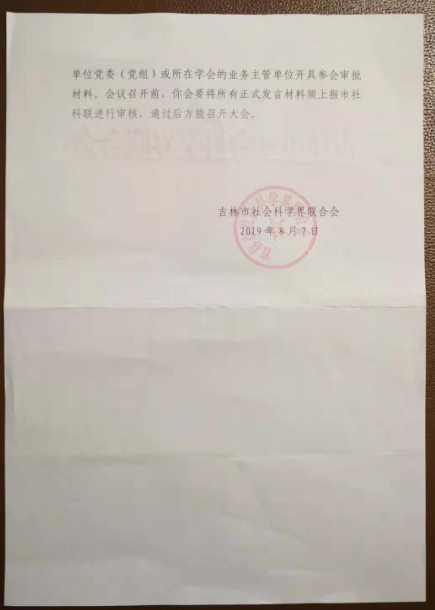 单位党委（党组）或所在学会的业务主管单位开具参会审批
材料。会议召开前，你会要将所有正式发言材料须上报市社
科联进行审核，通过后方能召开大会。
吉林市社会科学界联合会
2019年8月7日